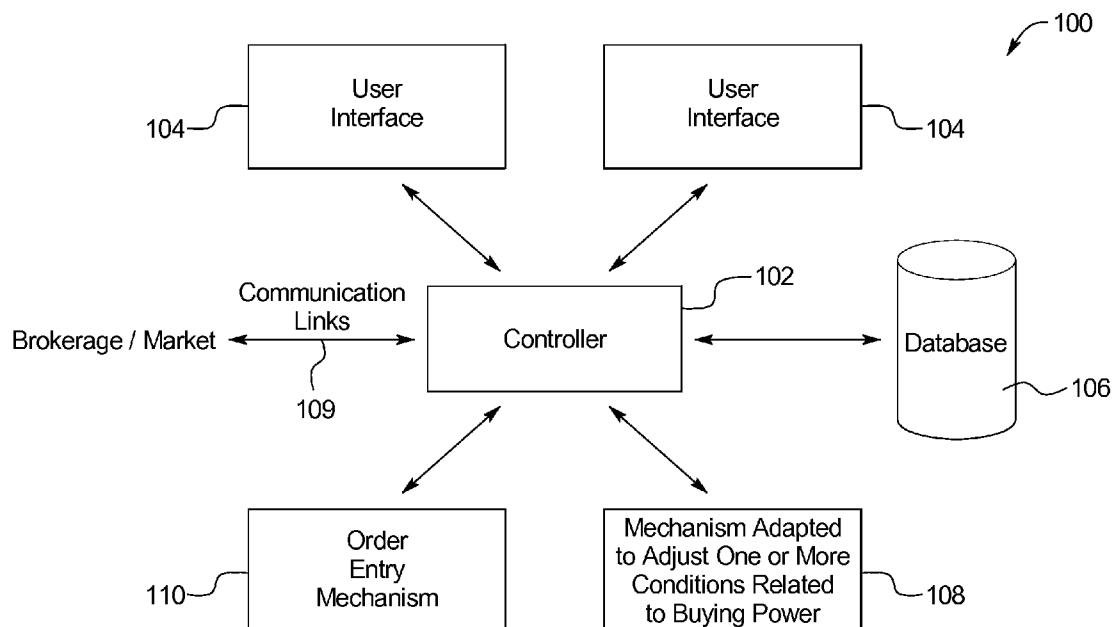 100
User
Interface
104
User
Interface
104
102
Communication
Links
Brokerage / Market
109
Controller
Database
106
Order
Entry
Mechanism
110
Mechanism Adapted
to Adjust One or More
Conditions Related
to Buying Power
108